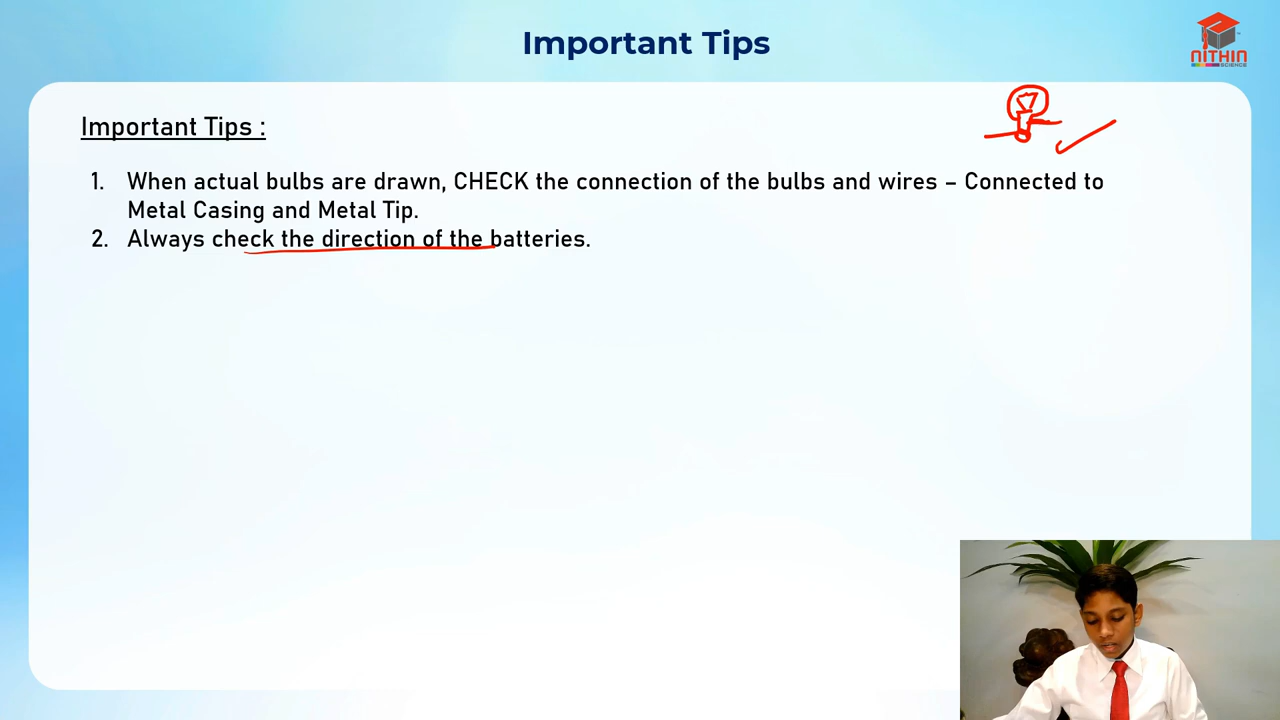 Important Tips
NITHIN
SCIENCE
Important Tips :
1. When actual bulbs are drawn, CHECK the connection of the bulbs and wires – Connected to
Metal Casing and Metal Tip.
2. Always check the direction of the batteries.